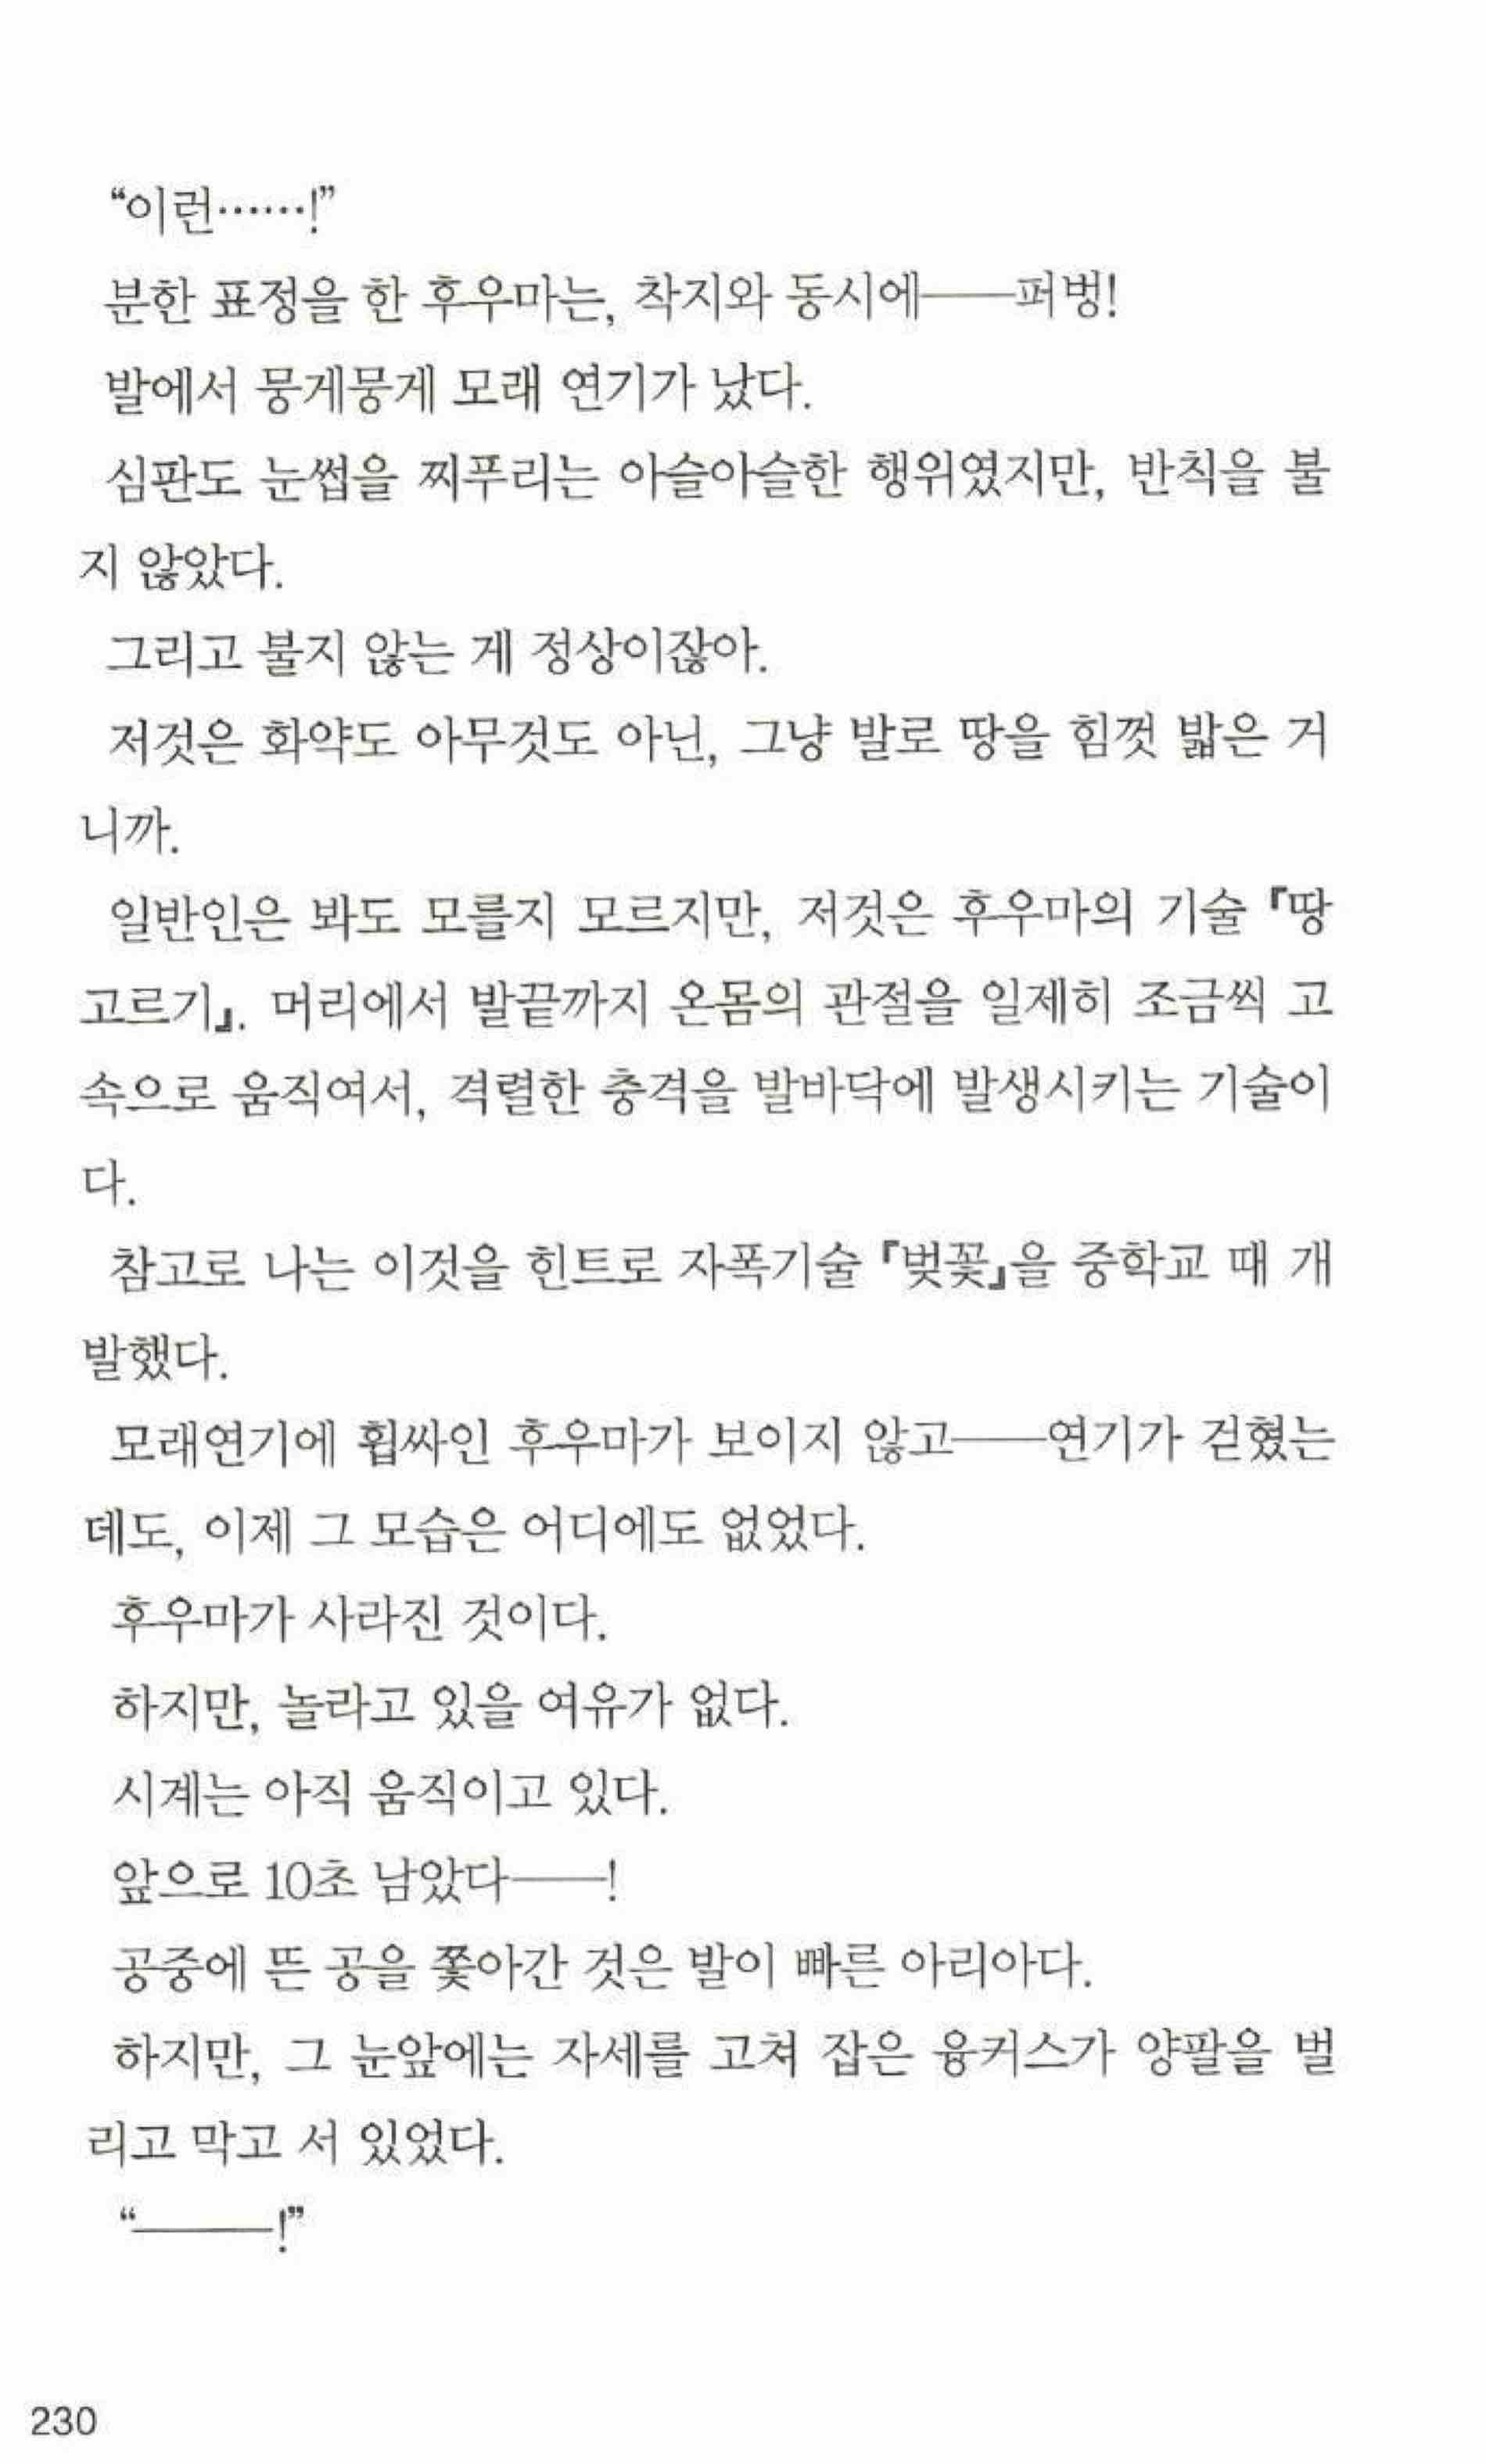 “이런……!”
분한 표정을 한 후우마는, 착지와 동시에──퍼벙!
발에서 뭉게뭉게 모래 연기가 났다.
심판도 눈썹을 찌푸리는 아슬아슬한 행위였지만, 반칙을 불
지 않았다.
그리고 불지 않는 게 정상이잖아.
저것은 화약도 아무것도 아닌, 그냥 발로 땅을 힘껏 밟은 거
니까.
일반인은 봐도 모를지 모르지만, 저것은 후우마의 기술 『땅
고르기』. 머리에서 발끝까지 온몸의 관절을 일제히 조금씩 고
속으로 움직여서, 격렬한 충격을 발바닥에 발생시키는 기술이
다.
참고로 나는 이것을 힌트로 자폭기술 『벚꽃』을 중학교 때 개
발했다.
모래연기에 휩싸인 후우마가 보이지 않고──연기가 걷혔는
데도, 이제 그 모습은 어디에도 없었다.
후우마가 사라진 것이다.
하지만, 놀라고 있을 여유가 없다.
시계는 아직 움직이고 있다.
앞으로 10초 남았다──!
공중에 뜬 공을 쫓아간 것은 발이 빠른 아리아다.
하지만, 그 눈앞에는 자세를 고쳐 잡은 융커스가 양팔을 벌
리고 막고 서 있었다.
“───!”
230